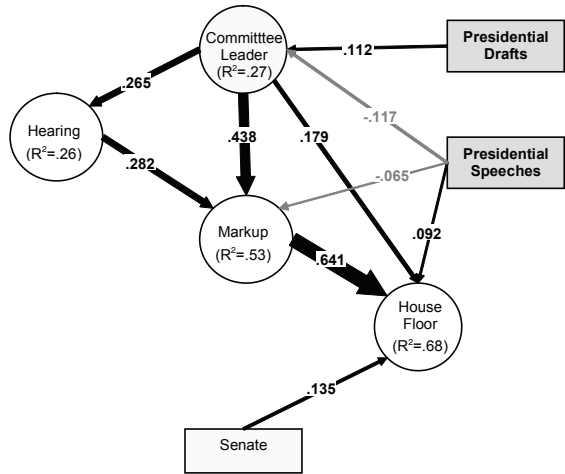 Committtee
Leader
(R²=.27)
Presidential
Drafts
.112
.265
-.117
Hearing
(R²=.26)
.438
.179
Presidential
Speeches
.282
-.065
Markup
(R²=.53)
.092
.641
House
Floor
(R²=.68)
.135
Senate